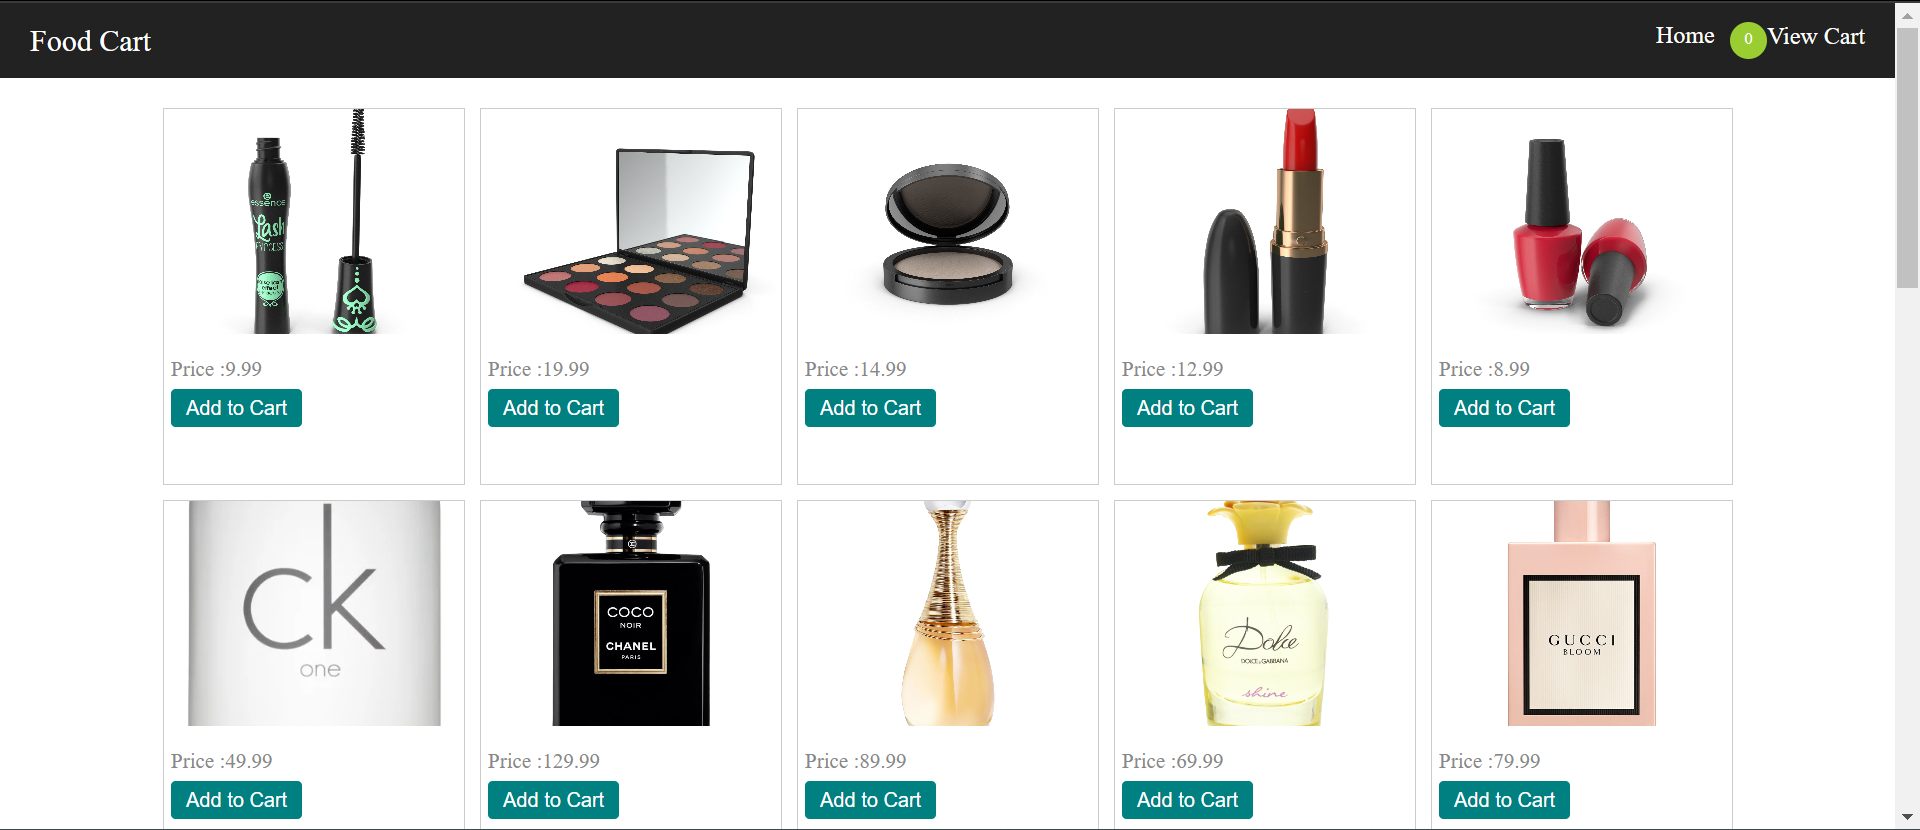 Food Cart
Home
0
View Cart
essence
Lash
PRINCESS
Price :9.99
Add to Cart
Price :19.99
Add to Cart
Price :14.99
Add to Cart
Price :12.99
Add to Cart
Price :8.99
Add to Cart
ck
one
COCO
NOIR
CHANEL
PARIS
Dolce
DOLCE & GABBANA
shine
GUCCI
BLOOM
Price :49.99
Add to Cart
Price :129.99
Add to Cart
Price :89.99
Add to Cart
Price :69.99
Add to Cart
Price :79.99
Add to Cart